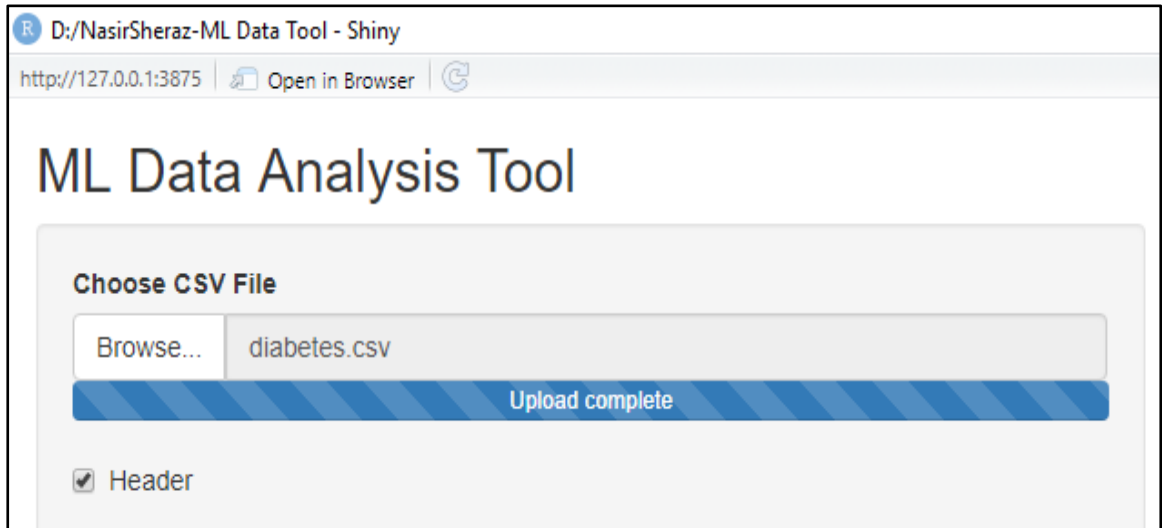 R D:/NasirSheraz-ML Data Tool - Shiny
http://127.0.0.1:3875 Open in Browser
ML Data Analysis Tool
Choose CSV File
Browse... diabetes.csv
Upload complete
Header